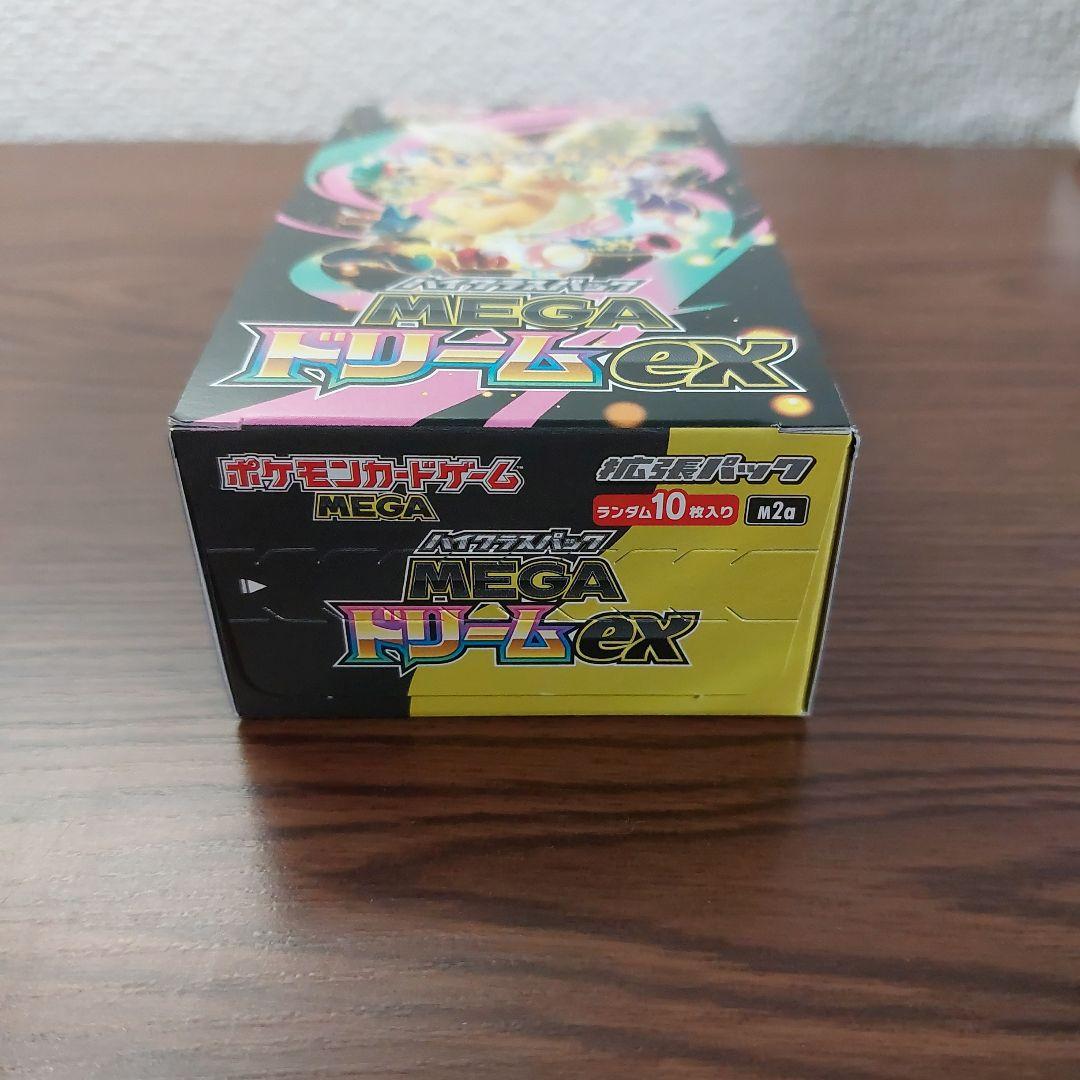 ハイクラスパック
MEGA
ドリームex
ポケモンカードゲーム
MEGA
拡張パック
ランダム10枚入り
M2a
ハイクラスパック
MEGA
ドリームex